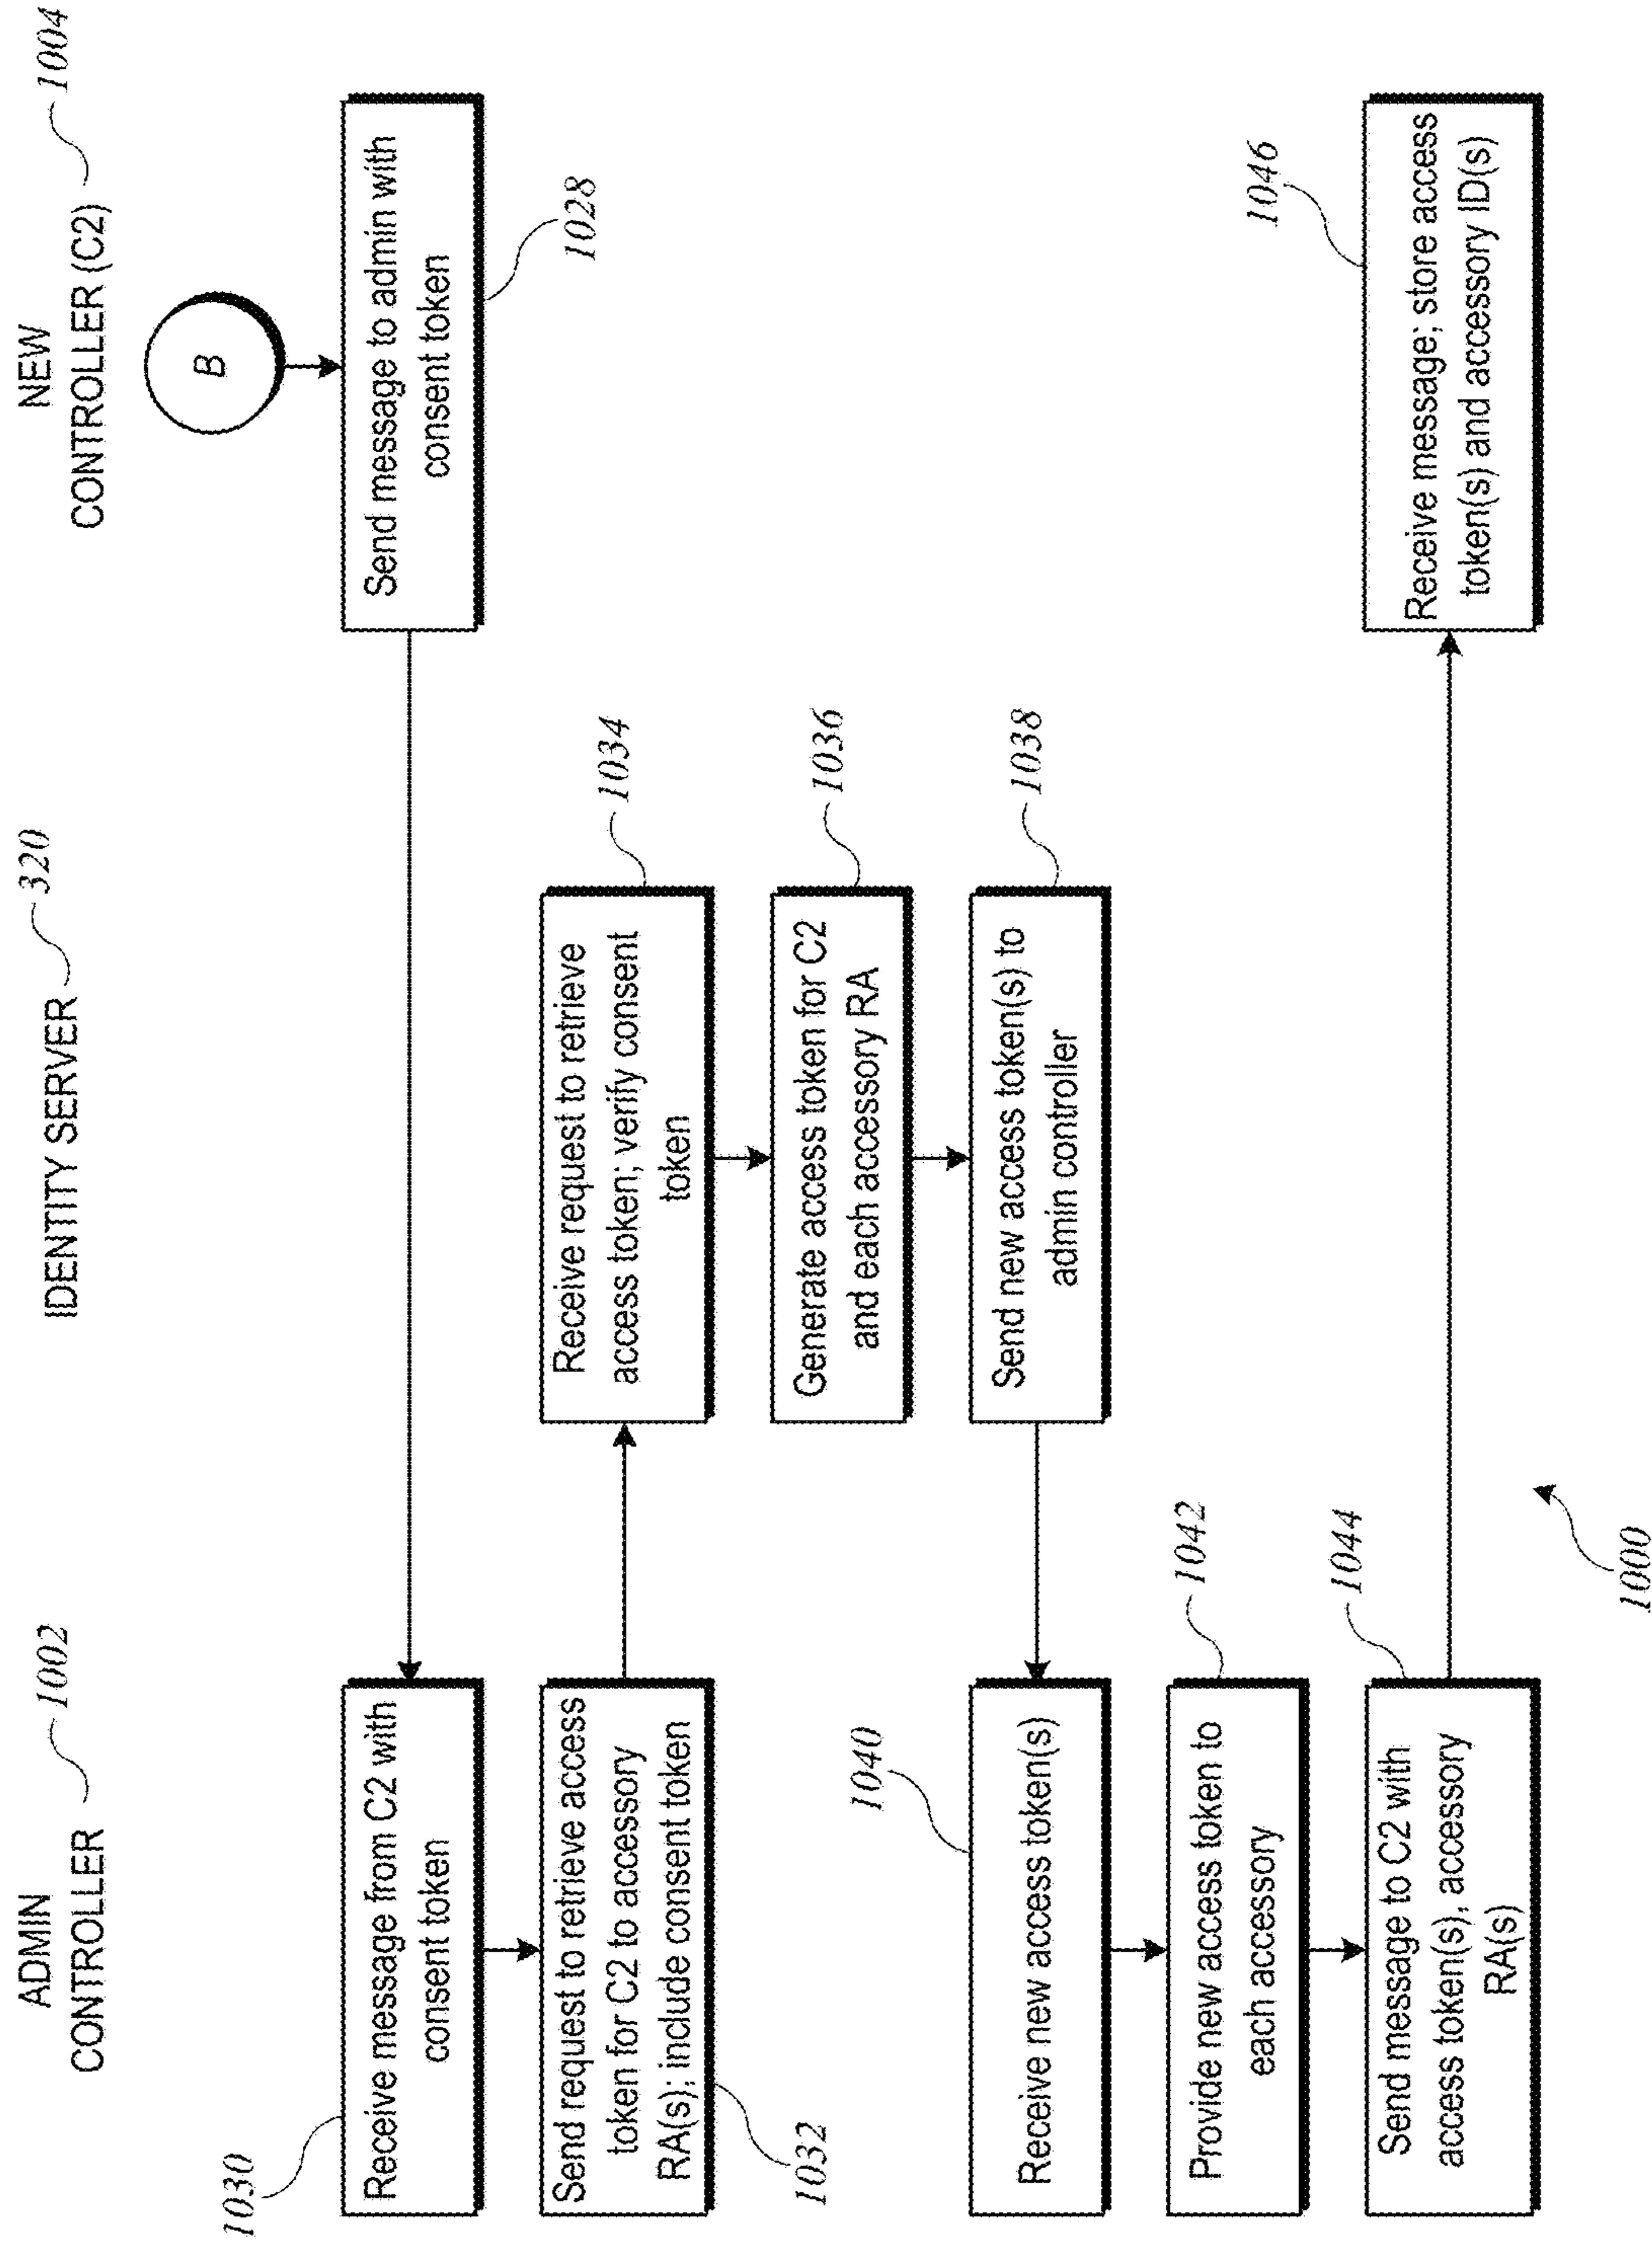 ADMIN
CONTROLLER
1002
IDENTITY SERVER
320
NEW
CONTROLLER (C2)
1004
B
Send message to admin with
consent token
1028
1030
Receive message from C2 with
consent token
Send request to retrieve access
token for C2 to accessory
RA(s); include consent token
1032
Receive request to retrieve
access token; verify consent
token
1034
Generate access token for C2
and each accessory RA
1036
Send new access token(s) to
admin controller
1038
1040
Receive new access token(s)
Provide new access token to
each accessory
1042
Send message to C2 with
access token(s), accessory
RA(s)
1044
1046
Receive message; store access
token(s) and accessory ID(s)
1000